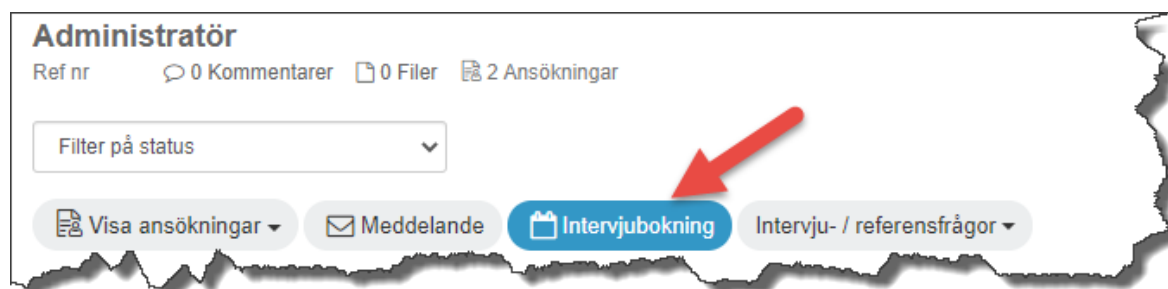 Administratör
Ref nr 0 Kommentarer 0 Filer 2 Ansökningar
Filter på status
Visa ansökningar Meddelande Intervjubokning Intervju- / referensfrågor